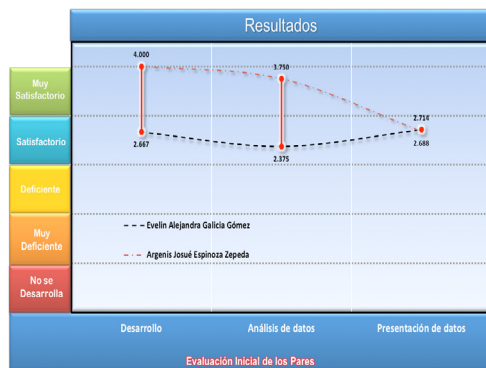 Resultados
Muy
Satisfactorio
Satisfactorio
Deficiente
Muy
Deficiente
No se
Desarrolla
4.000
3.750
2.714
2.667
2.375
2.688
Evelin Alejandra Galicia Gómez
Argenis Josué Espinoza Zepeda
Desarrollo
Análisis de datos
Presentación de datos
Evaluación Inicial de los Pares